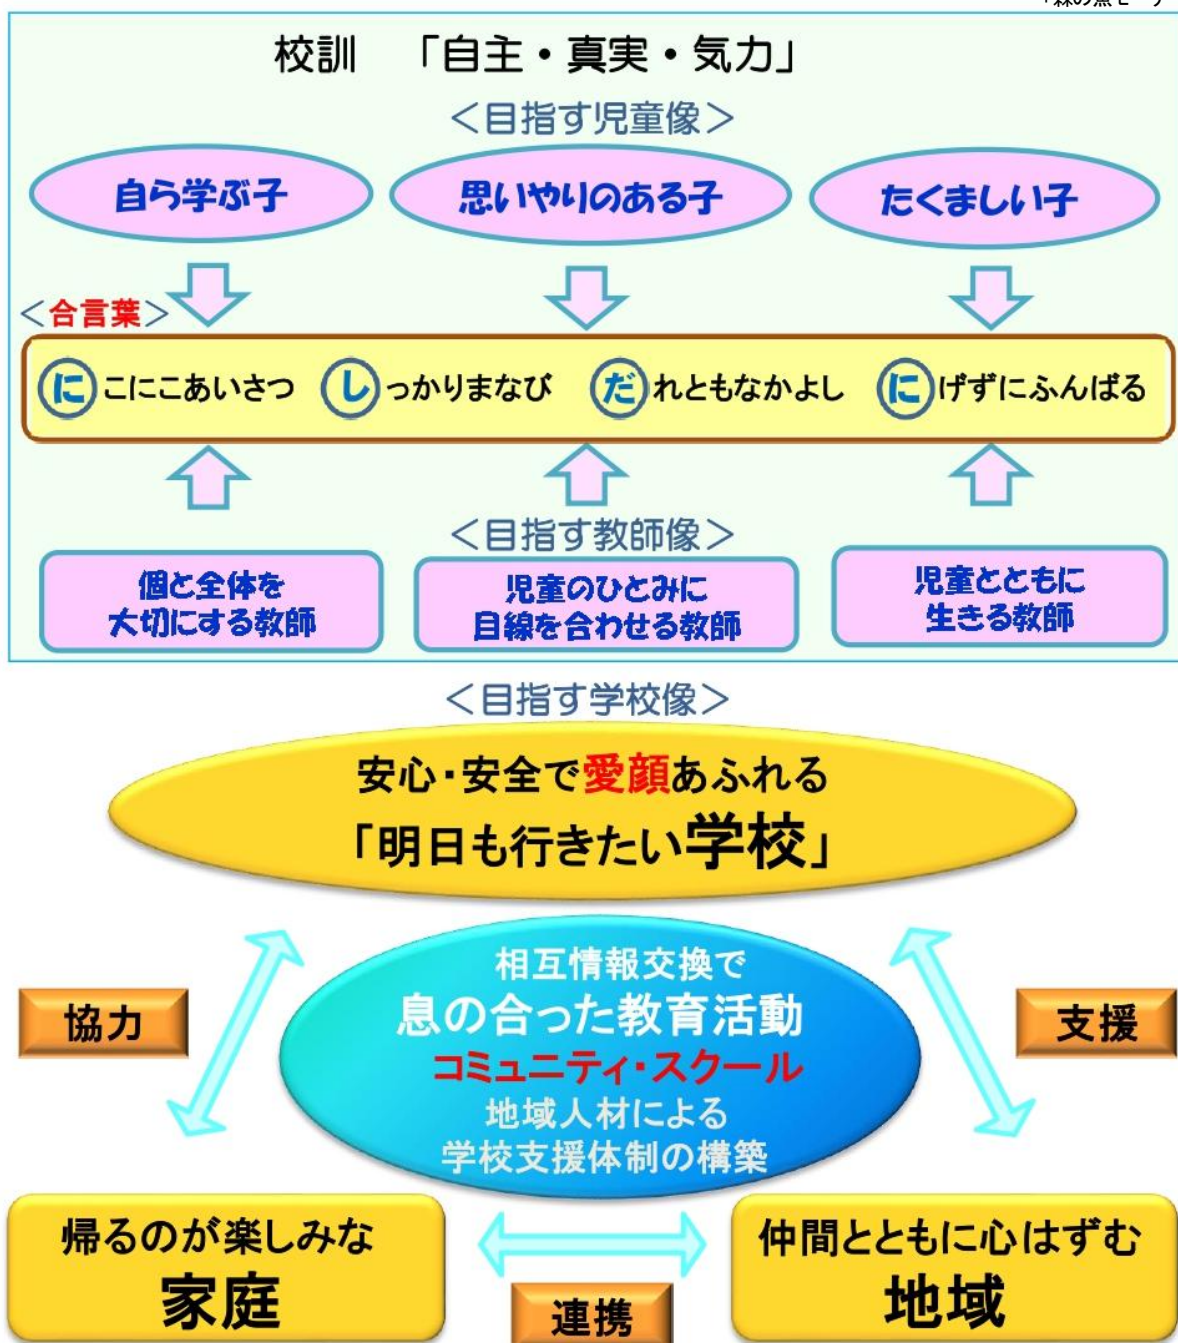 校訓 「自主・真実・気力」
＜目指す児童像＞
自ら学ぶ子
思いやりのある子
たくましい子
＜合言葉＞
にこにこあいさつ しっかりまなび だれともなかよし にげずにふんばる
＜目指す教師像＞
個と全体を
大切にする教師
児童のひとみに
目線を合わせる教師
児童とともに
生きる教師
＜目指す学校像＞
安心・安全で愛顔あふれる
「明日も行きたい学校」
相互情報交換で
息の合った教育活動
コミュニティ・スクール
地域人材による
学校支援体制の構築
協力
支援
帰るのが楽しみな
家庭
連携
仲間とともに心はずむ
地域